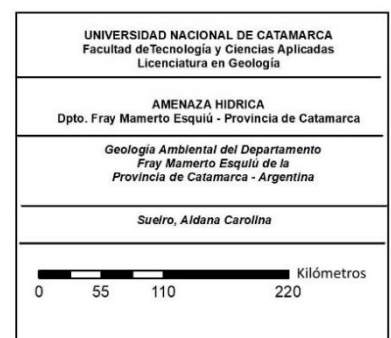 UNIVERSIDAD NACIONAL DE CATAMARCA
Facultad deTecnología y Ciencias Aplicadas
Licenciatura en Geología
AMENAZA HIDRICA
Dpto. Fray Mamerto Esquiú - Provincia de Catamarca
Geología Ambiental del Departamento
Fray Mamerto Esquiú de la
Provincia de Catamarca - Argentina
Sueiro, Aldana Carolina
Kilómetros
0 55 110 220